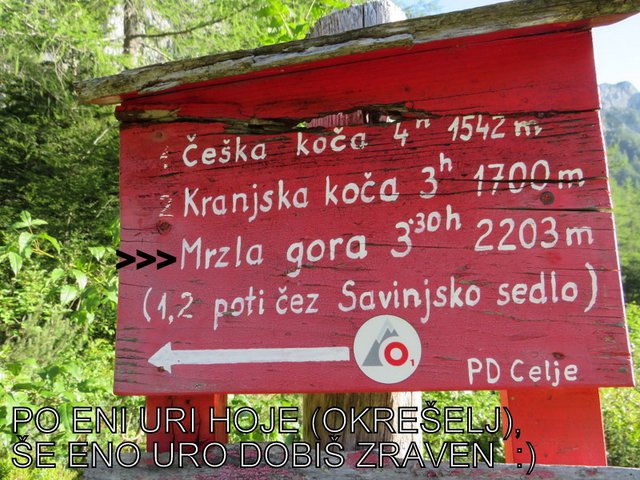 1 Češka koča 4h 1542 m
2 Kranjska koča 3h 1700 m
>>> Mrzla gora 3:30h 2203 m
(1,2 poti čez Savinjsko sedlo)
1
PD Celje
PO ENI URI HOJE (OKREŠELJ),
ŠE ENO URO DOBIŠ ZRAVEN :)